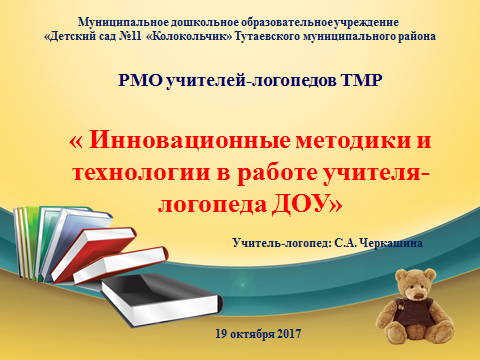 Муниципальное дошкольное образовательное учреждение
«Детский сад №11 «Колокольчик» Тутаевского муниципального района
РМО учителей-логопедов ТМР
« Инновационные методики и
технологии в работе учителя-
логопеда ДОУ»
Учитель-логопед: С.А. Черкашина
19 октября 2017